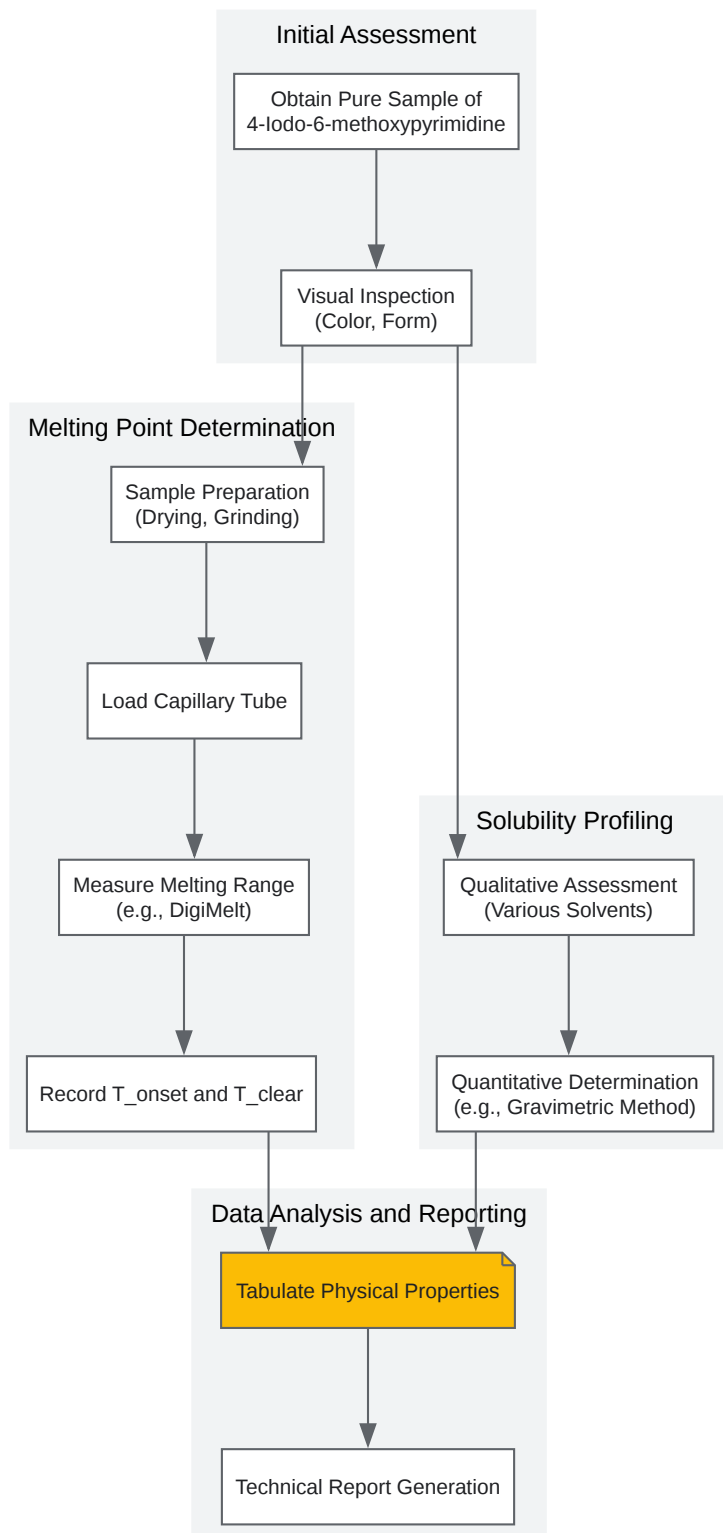 Initial Assessment
Obtain Pure Sample of
4-Iodo-6-methoxypyrimidine
Visual Inspection
(Color, Form)
Melting Point Determination
Sample Preparation
(Drying, Grinding)
Load Capillary Tube
Measure Melting Range
(e.g., DigiMelt)
Record T_onset and T_clear
Solubility Profiling
Qualitative Assessment
(Various Solvents)
Quantitative Determination
(e.g., Gravimetric Method)
Data Analysis and Reporting
Tabulate Physical Properties
Technical Report Generation